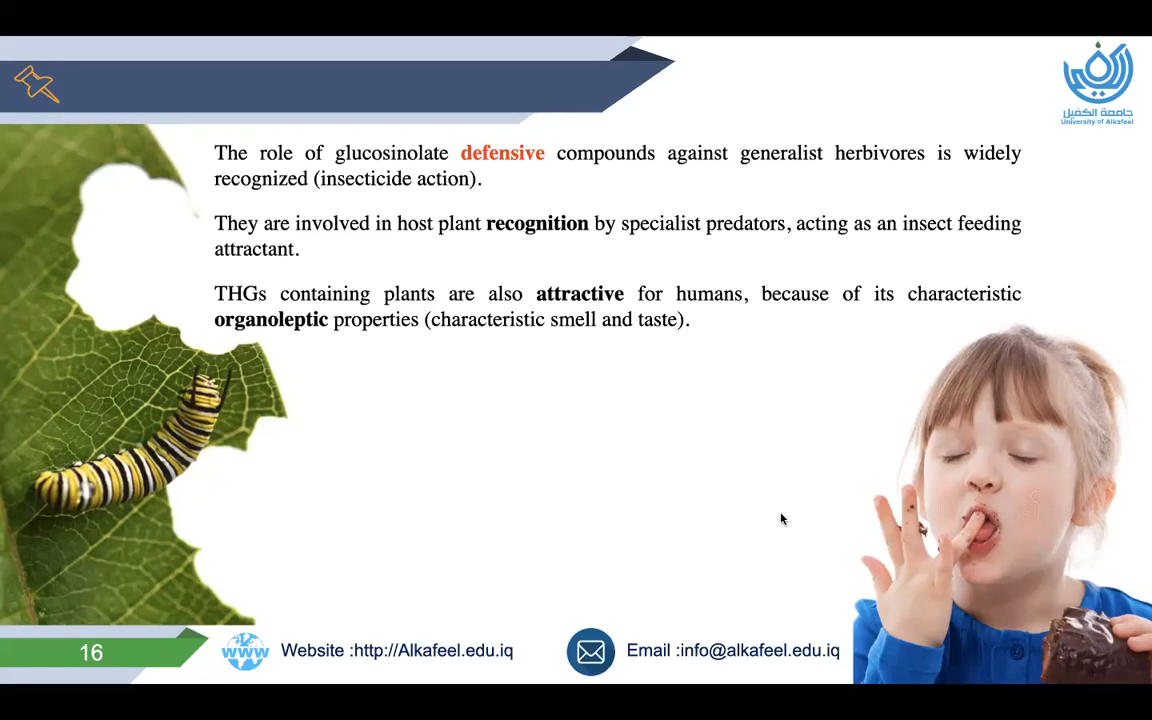 الكفيل
جامعة الكفيل
University of Alkafeel
The role of glucosinolate defensive compounds against generalist herbivores is widely
recognized (insecticide action).
They are involved in host plant recognition by specialist predators, acting as an insect feeding
attractant.
THGs containing plants are also attractive for humans, because of its characteristic
organoleptic properties (characteristic smell and taste).
16
WWW
Website :http://Alkafeel.edu.iq
Email :info@alkafeel.edu.iq